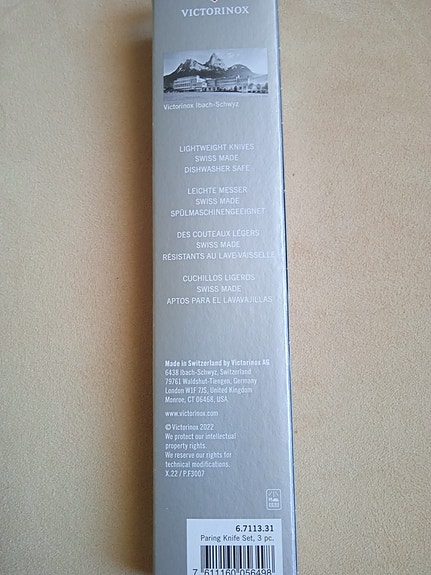 VICTORINOX
Victorinox Ibach-Schwyz
LIGHTWEIGHT KNIVES
SWISS MADE
DISHWASHER SAFE
LEICHTE MESSER
SWISS MADE
SPÜLMASCHINENGEEIGNET
DES COUTEAUX LÉGERS
SWISS MADE
RÉSISTANTS AU LAVE-VAISSELLE
CUCHILLOS LIGEROS
SWISS MADE
APTOS PARA EL LAVAVAJILLAS
Made in Switzerland by Victorinox AG
6438 Ibach-Schwyz, Switzerland
79761 Waldshut-Tiengen, Germany
London W1F 7JS, United Kingdom
Monroe, CT 06468, USA
www.victorinox.com
© Victorinox 2022
We protect our intellectual
property rights.
We reserve our rights for
technical modifications.
X.22 / P.F3007
6.7113.31
Paring Knife Set, 3 pc.
7 611160 056498